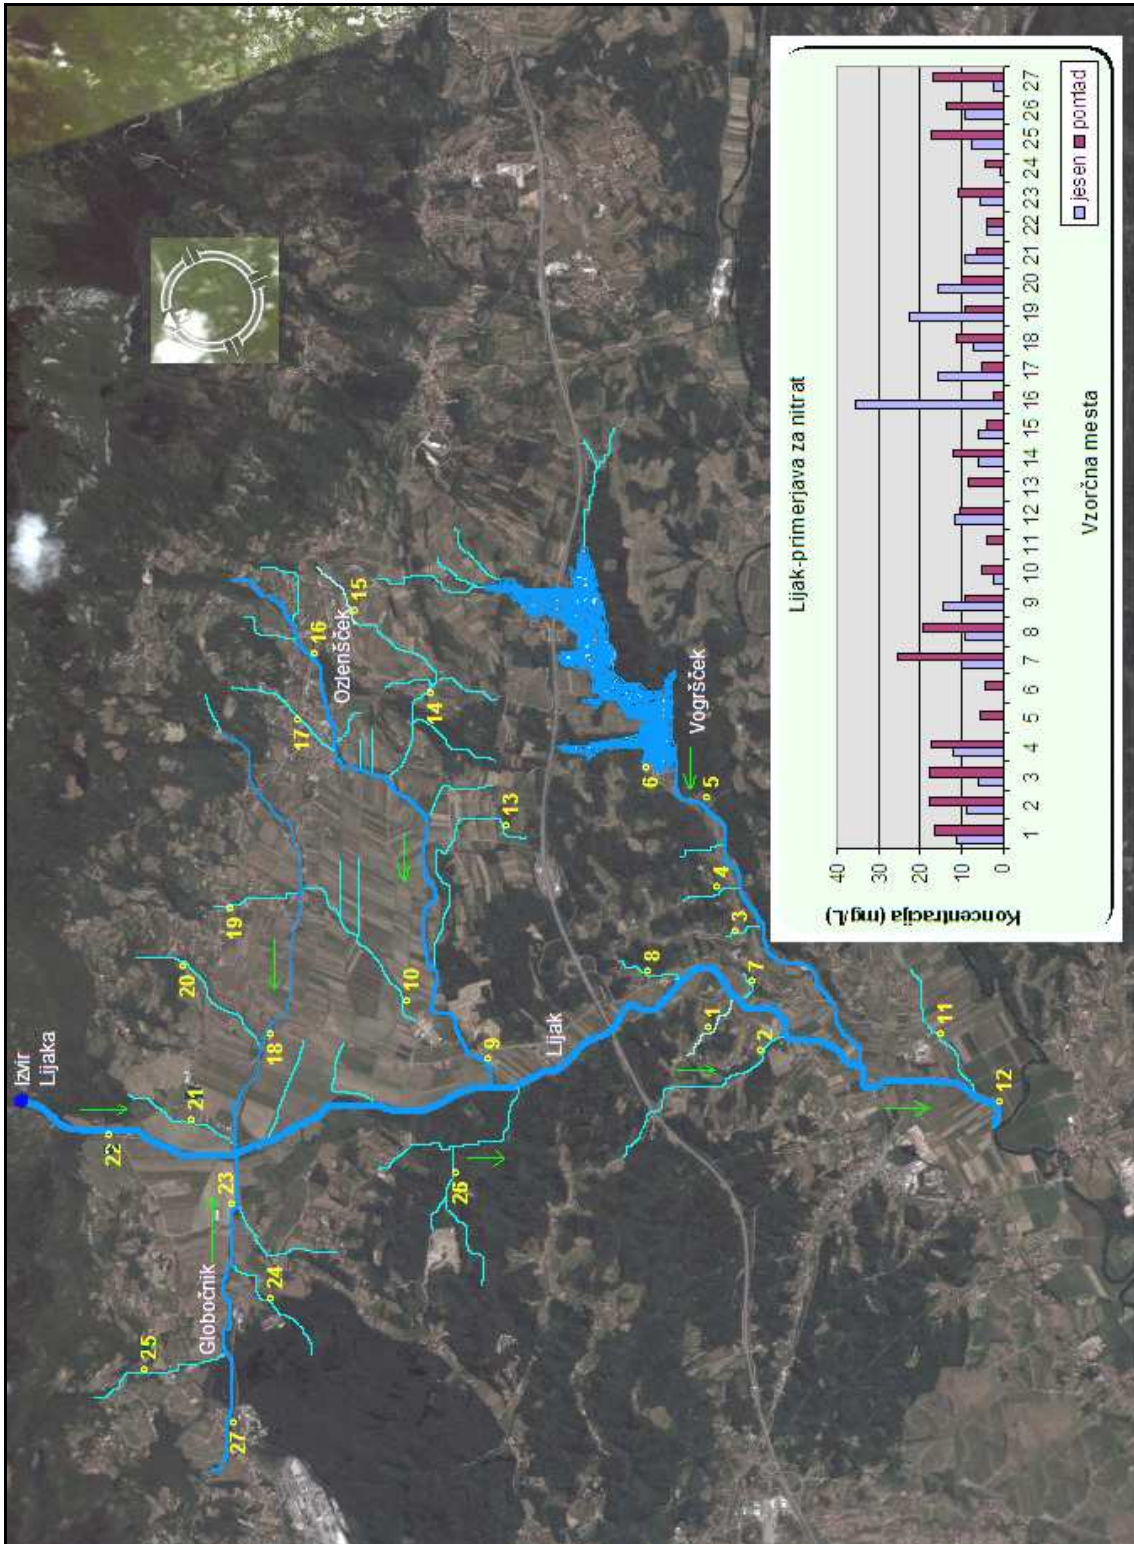 Izvir
Lijaka
22
21
20
19
18
23
Globočnik
24
25
27
26
17
16
Ozlenšček
15
14
13
10
9
Lijak
8
7
1
2
3
4
5
6
Vogršček
11
12
Lijak-primerjava za nitrat
Koncentracija (mg/L)
40
30
20
10
0
1 2 3 4 5 6 7 8 9 10 11 12 13 14 15 16 17 18 19 20 21 22 23 24 25 26 27
Vzorčna mesta
jesen pomlad